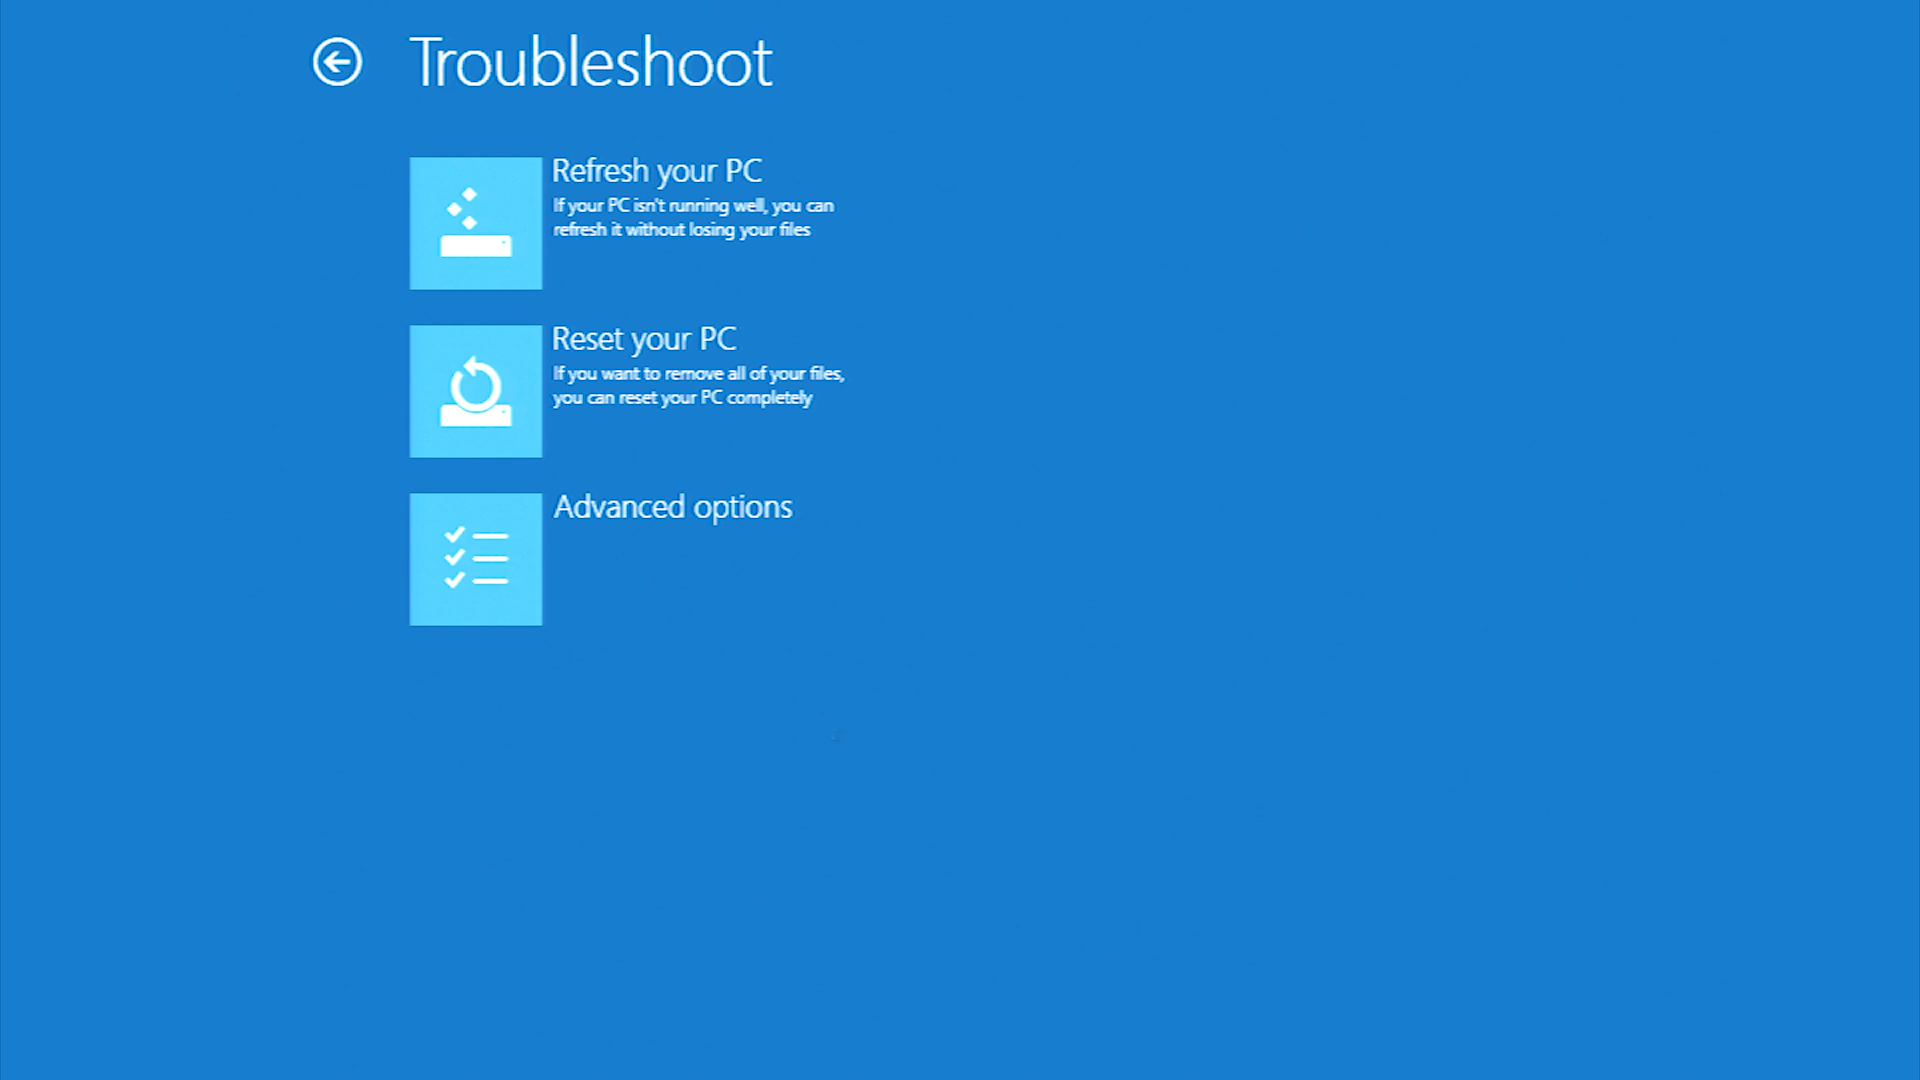 Troubleshoot
Refresh your PC
If your PC isn't running well, you can
refresh it without losing your files
Reset your PC
If you want to remove all of your files,
you can reset your PC completely
Advanced options